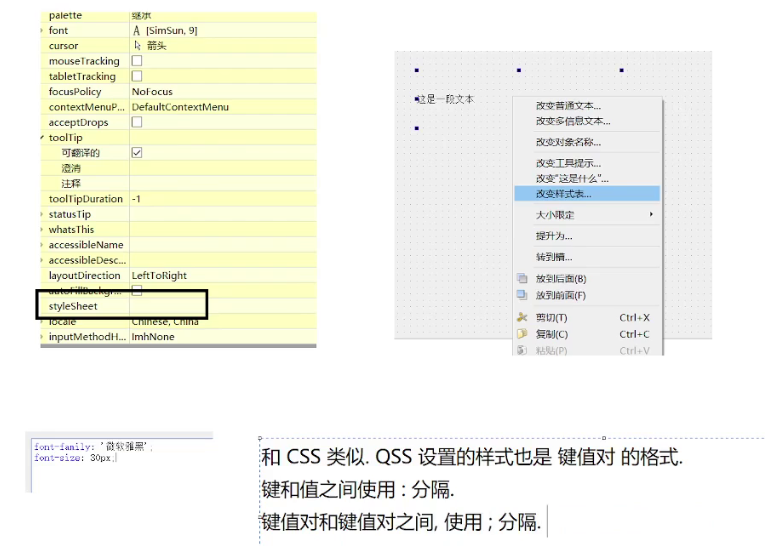 palette 继承
font A [SimSun, 9]
cursor 箭头
mouseTracking
tabletTracking
focusPolicy NoFocus
contextMenuP... DefaultContextMenu
acceptDrops
toolTip
可翻译的
澄清
注释
toolTipDuration -1
statusTip
whatsThis
accessibleName
accessibleDesc...
layoutDirection LeftToRight
autoFillBackgr...
styleSheet
locale Chinese, China
inputMethodH... ImhNone
这是一段文本
改变普通文本...
改变多信息文本...
改变对象名称...
改变工具提示...
改变“这是什么”...
改变样式表...
大小限定
提升为...
转到槽...
放到后面(B)
放到前面(F)
剪切(T) Ctrl+X
复制(C) Ctrl+C
粘贴(P) Ctrl+V
font-family: '微软雅黑';
font-size: 30px;
和 CSS 类似. QSS 设置的样式也是 键值对 的格式.
键和值之间使用 : 分隔.
键值对和键值对之间, 使用 ; 分隔.